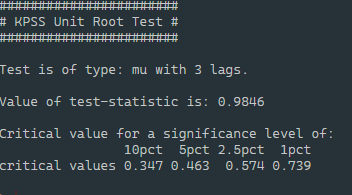 #######################
# KPSS Unit Root Test #
#######################
Test is of type: mu with 3 lags.
Value of test-statistic is: 0.9846
Critical value for a significance level of:
                10pct  5pct 2.5pct  1pct
critical values 0.347 0.463  0.574 0.739